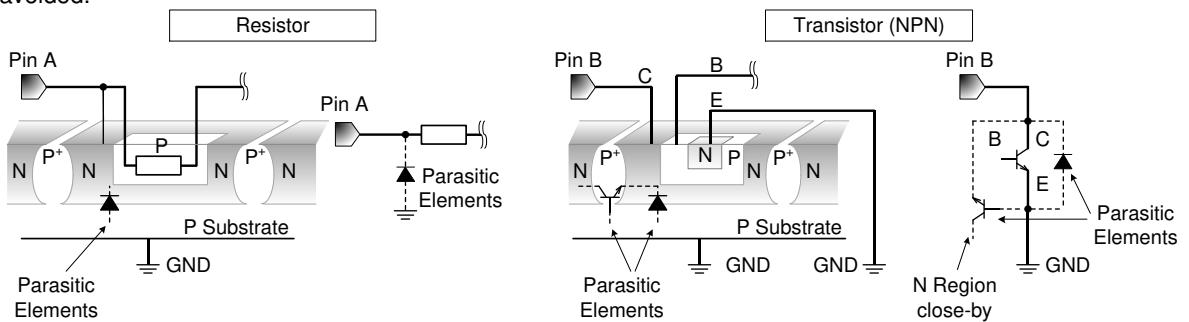 avoided.
Resistor
Transistor (NPN)
Pin A
Pin A
Pin B
C
B
E
Pin B
N
P+
N
P
N
P+
N
Parasitic
Elements
P Substrate
GND
Parasitic
Elements
N
P+
N
N
P
P+
N
N
P Substrate
GND
GND
Parasitic
Elements
B
C
E
Parasitic
Elements
GND
N Region
close-by